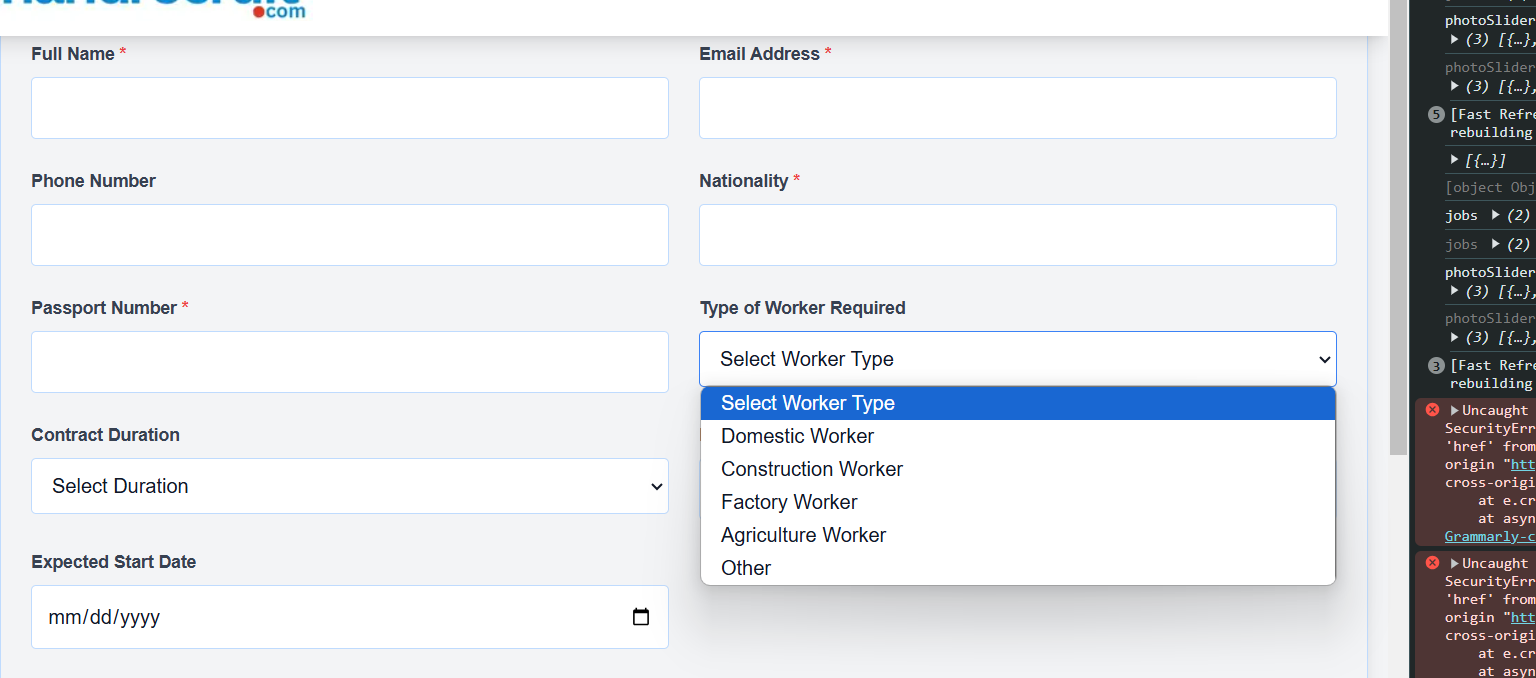 .com
Full Name *
Email Address *
Phone Number
Nationality *
Passport Number *
Type of Worker Required
Select Worker Type
Select Worker Type
Domestic Worker
Construction Worker
Factory Worker
Agriculture Worker
Other
Contract Duration
Select Duration
Expected Start Date
mm/dd/yyyy
photoSlider
(3) [{…},
photoSlider
(3) [{…},
5 [Fast Refre
rebuilding
[{…}]
[object Obj
jobs (2)
jobs (2)
photoSlider
(3) [{…},
photoSlider
(3) [{…},
3 [Fast Refre
rebuilding
Uncaught
SecurityErr
'href' from
origin "htt
cross-origi
at e.cr
at asyn
Grammarly-c
Uncaught
SecurityErr
'href' from
origin "htt
cross-origi
at e.cr
at asyn